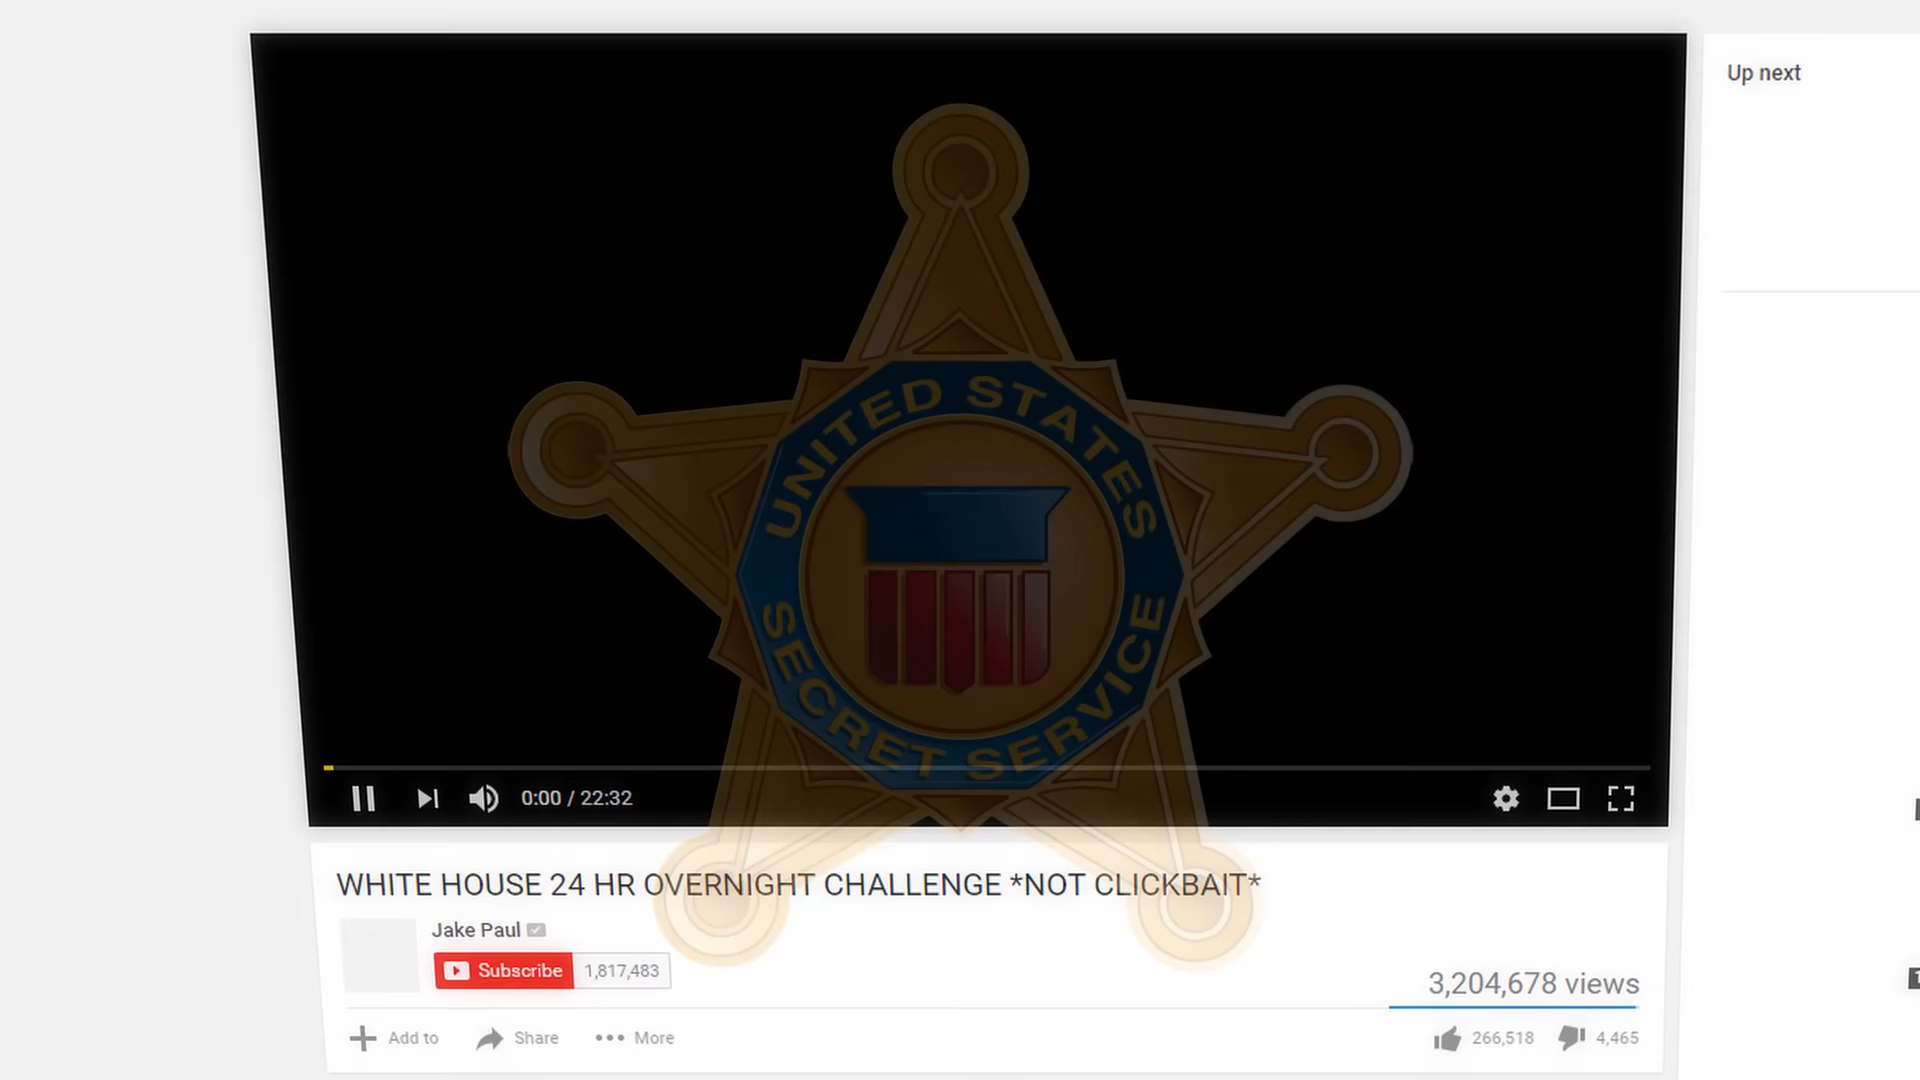 Up next
UNITED STATES
SECRET SERVICE
0:00 / 22:32
WHITE HOUSE 24 HR OVERNIGHT CHALLENGE *NOT CLICKBAIT*
Jake Paul
Subscribe 1,817,483
3,204,678 views
Add to Share More 266,518 4,465